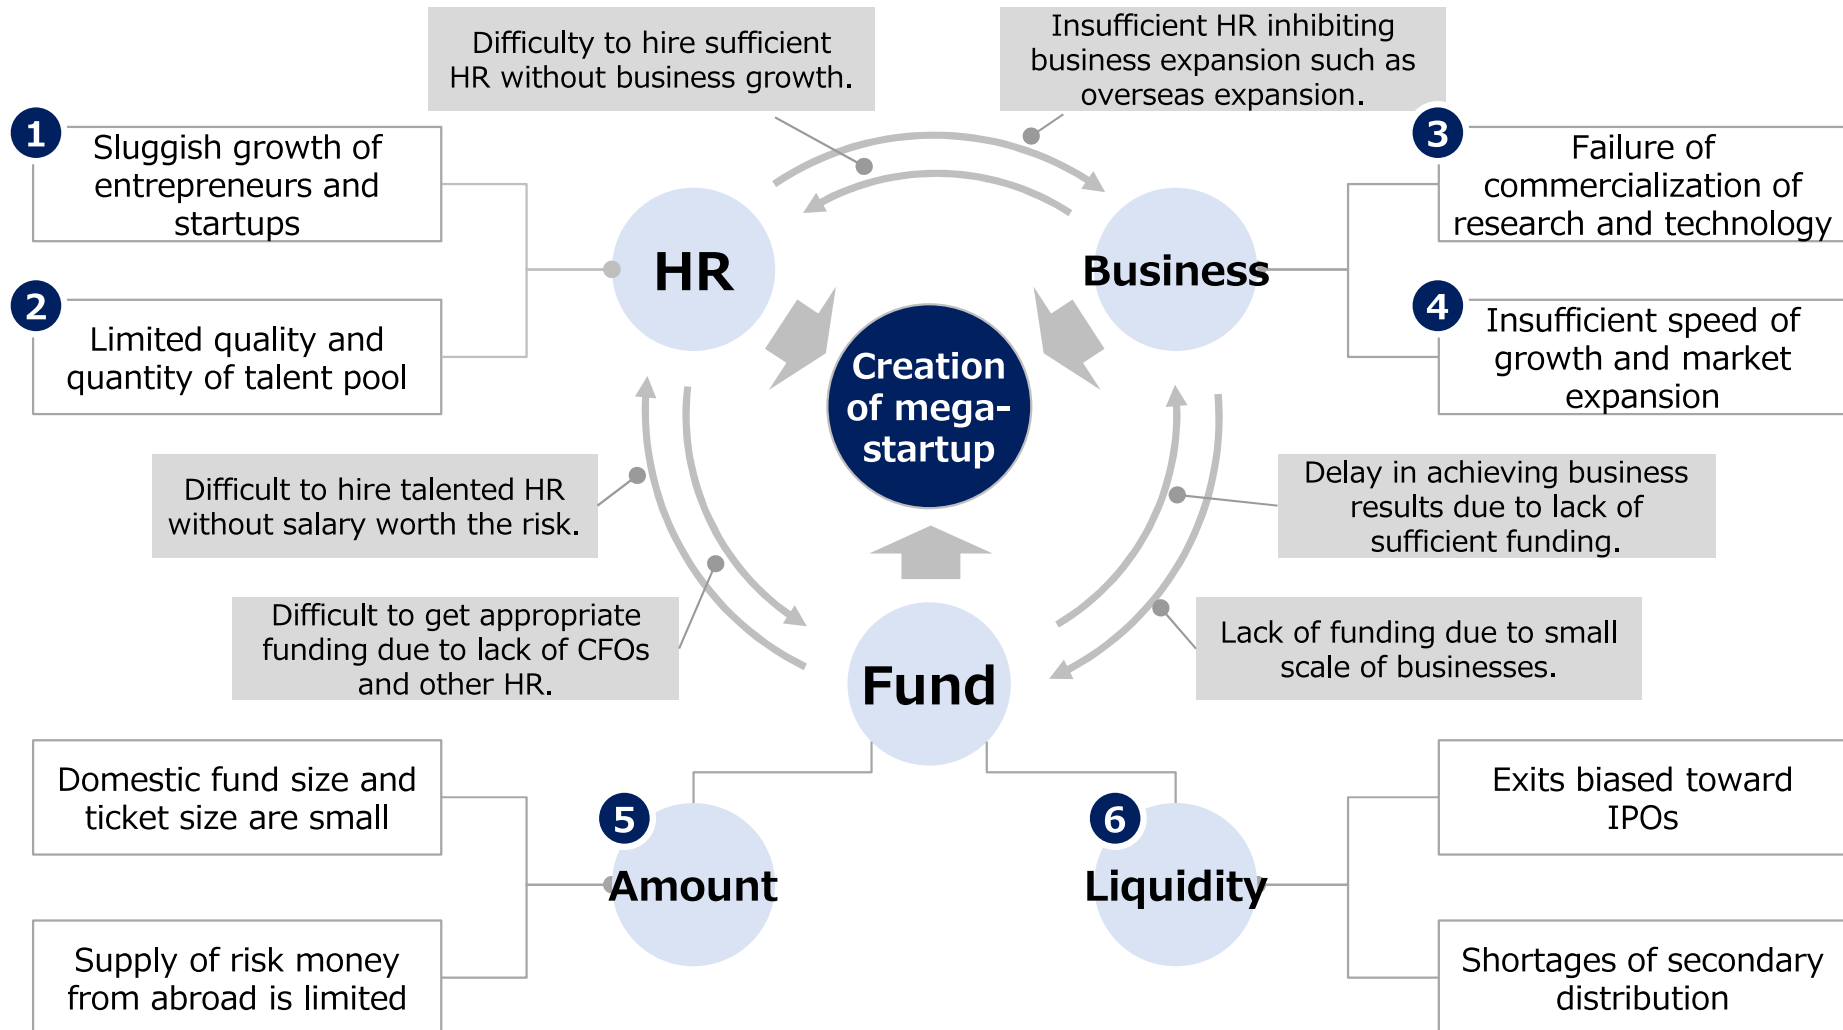 Difficulty to hire sufficient
HR without business growth.
Insufficient HR inhibiting
business expansion such as
overseas expansion.
1
Sluggish growth of
entrepreneurs and
startups
2
Limited quality and
quantity of talent pool
HR
Business
3
Failure of
commercialization of
research and technology
4
Insufficient speed of
growth and market
expansion
Creation
of mega-
startup
Difficult to hire talented HR
without salary worth the risk.
Difficult to get appropriate
funding due to lack of CFOs
and other HR.
Delay in achieving business
results due to lack of
sufficient funding.
Lack of funding due to small
scale of businesses.
Fund
Domestic fund size and
ticket size are small
Supply of risk money
from abroad is limited
5
Amount
6
Liquidity
Exits biased toward
IPOs
Shortages of secondary
distribution